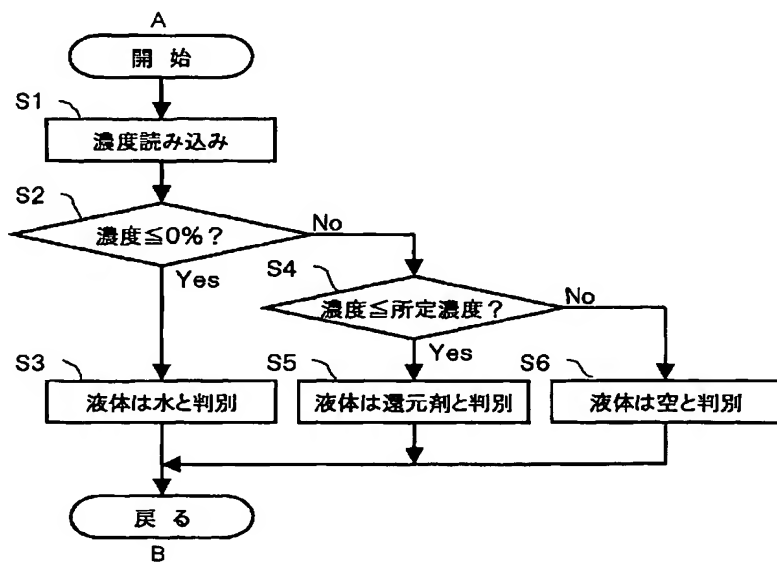 A
開 始
S1
濃度読み込み
S2
濃度≦0%?
No
Yes
S4
濃度≦所定濃度?
No
Yes
S3
液体は水と判別
S5
液体は還元剤と判別
S6
液体は空と判別
戻 る
B